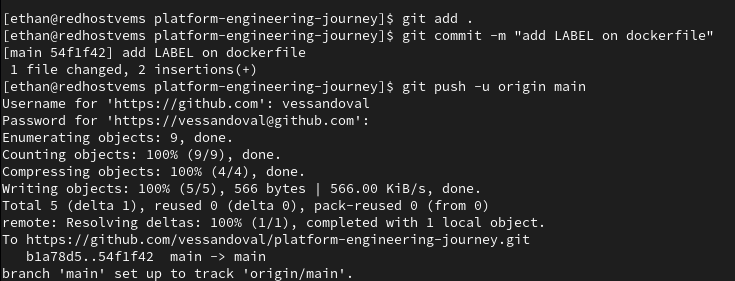 [ethan@redhostvems platform-engineering-journey]$ git add .
[ethan@redhostvems platform-engineering-journey]$ git commit -m "add LABEL on dockerfile"
[main 54f1f42] add LABEL on dockerfile
 1 file changed, 2 insertions(+)
[ethan@redhostvems platform-engineering-journey]$ git push -u origin main
Username for 'https://github.com': vessandoval
Password for 'https://vessandoval@github.com':
Enumerating objects: 9, done.
Counting objects: 100% (9/9), done.
Compressing objects: 100% (4/4), done.
Writing objects: 100% (5/5), 566 bytes | 566.00 KiB/s, done.
Total 5 (delta 1), reused 0 (delta 0), pack-reused 0 (from 0)
remote: Resolving deltas: 100% (1/1), completed with 1 local object.
To https://github.com/vessandoval/platform-engineering-journey.git
   b1a78d5..54f1f42  main -> main
branch 'main' set up to track 'origin/main'.